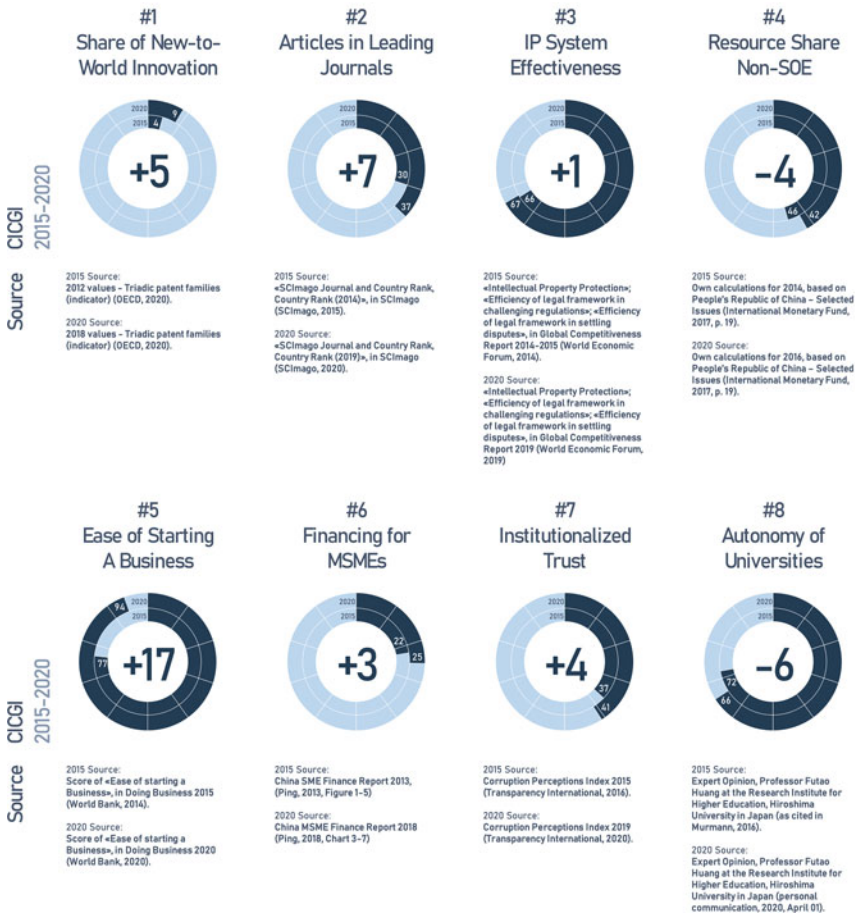 #1
Share of New-to-
World Innovation
#2
Articles in Leading
Journals
#3
IP System
Effectiveness
#4
Resource Share
Non-SOE
CICGI
2015-2020
2020
2015
9
4
+5
2020
2015
30
37
+7
2020
2015
67
66
+1
2020
2015
46
42
-4
Source
2015 Source:
2012 values - Triadic patent families
(indicator) (OECD, 2020).
2020 Source:
2018 values - Triadic patent families
(indicator) (OECD, 2020).
2015 Source:
«SCImago Journal and Country Rank,
Country Rank (2014)», in SCImago
(SCImago, 2015).
2020 Source:
«SCImago Journal and Country Rank,
Country Rank (2019)», in SCImago
(SCImago, 2020).
2015 Source:
«Intellectual Property Protection»;
«Efficiency of legal framework in
challenging regulations»; «Efficiency
of legal framework in settling
disputes», in Global Competitiveness
Report 2014-2015 (World Economic
Forum, 2014).
2020 Source:
«Intellectual Property Protection»;
«Efficiency of legal framework in
challenging regulations»; «Efficiency
of legal framework in settling
disputes», in Global Competitiveness
Report 2019 (World Economic Forum,
2019)
2015 Source:
Own calculations for 2014, based on
People's Republic of China - Selected
Issues (International Monetary Fund,
2017, p. 19).
2020 Source:
Own calculations for 2016, based on
People's Republic of China - Selected
Issues (International Monetary Fund,
2017, p. 19).
#5
Ease of Starting
A Business
#6
Financing for
MSMEs
#7
Institutionalized
Trust
#8
Autonomy of
Universities
CICGI
2015-2020
2020
2015
94
77
+17
2020
2015
22
25
+3
2020
2015
37
41
+4
2020
2015
72
66
-6
Source
2015 Source:
Score of «Ease of starting a
Business», in Doing Business 2015
(World Bank, 2014).
2020 Source:
Score of «Ease of starting a
Business», in Doing Business 2020
(World Bank, 2020).
2015 Source:
China SME Finance Report 2013,
(Ping, 2013, Figure 1-5)
2020 Source:
China MSME Finance Report 2018
(Ping, 2018, Chart 3-7)
2015 Source:
Corruption Perceptions Index 2015
(Transparency International, 2016).
2020 Source:
Corruption Perceptions Index 2019
(Transparency International, 2020).
2015 Source:
Expert Opinion, Professor Futao
Huang at the Research Institute for
Higher Education, Hiroshima
University in Japan (as cited in
Murmann, 2016).
2020 Source:
Expert Opinion, Professor Futao
Huang at the Research Institute for
Higher Education, Hiroshima
University in Japan (personal
communication, 2020, April 01).